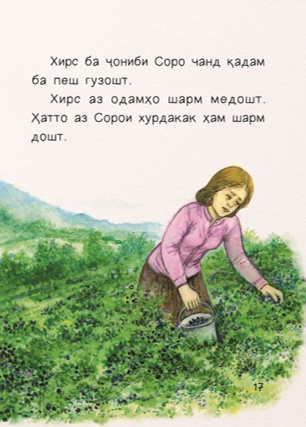 Хирс ба ҷониби Соро чанд қадам
ба пеш гузошт.
Хирс аз одамҳо шарм медошт.
Ҳатто аз Сорои хурдакак ҳам шарм
дошт.
17